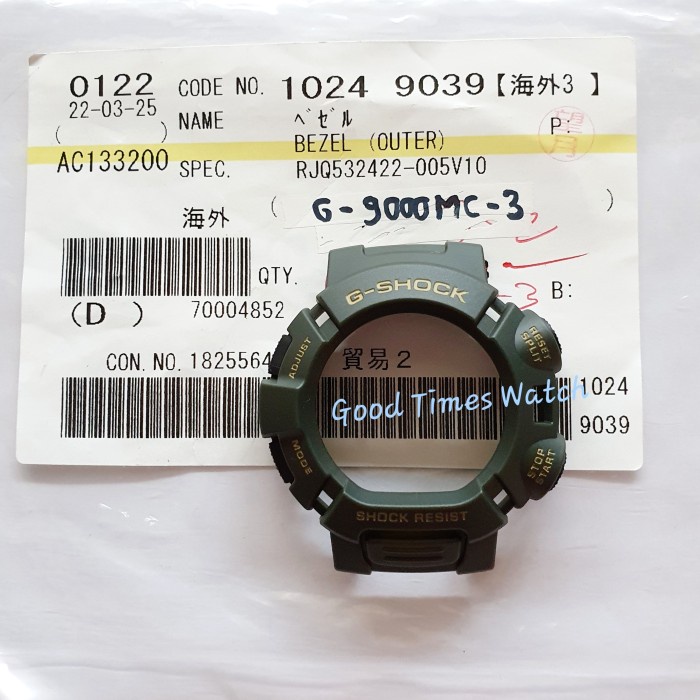 0122 CODE NO. 1024 9039【海外3 】
22-03-25 NAME ﾍﾞｾﾞﾙ P:
( ) BEZEL (OUTER)
AC133200 SPEC. RJQ532422-005V10
海外 ( G-9000MC-3 )
QTY. -3 B:
(D ) 70004852
CON.NO. 1825564 貿易2
1024
9039
G-SHOCK
ADJUST
MODE
RESET
SPLIT
STOP
START
SHOCK RESIST
Good Times Watch